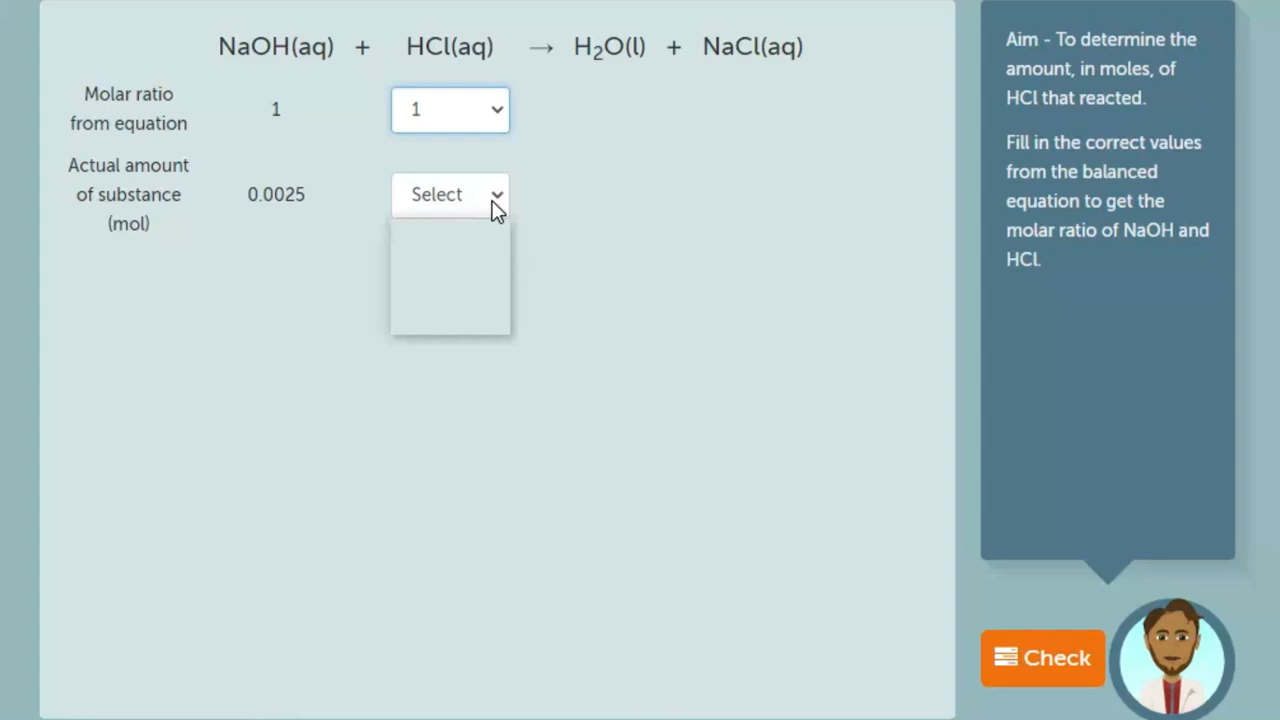 NaOH(aq) + HCl(aq) → H₂O(l) + NaCl(aq)
Molar ratio
from equation
1
1
Actual amount
of substance
(mol)
0.0025
Select
Aim - To determine the
amount, in moles, of
HCl that reacted.
Fill in the correct values
from the balanced
equation to get the
molar ratio of NaOH and
HCl.
Check